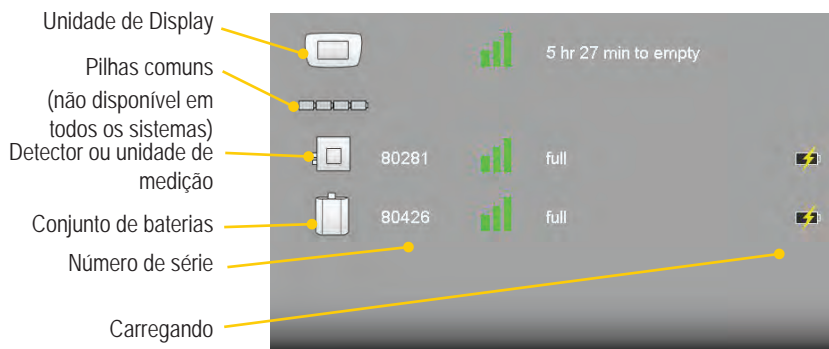 Unidade de Display
Pilhas comuns
(não disponível em
todos os sistemas)
Detector ou unidade de
medição
Conjunto de baterias
Número de série
Carregando
5 hr 27 min to empty
80281 full
80426 full